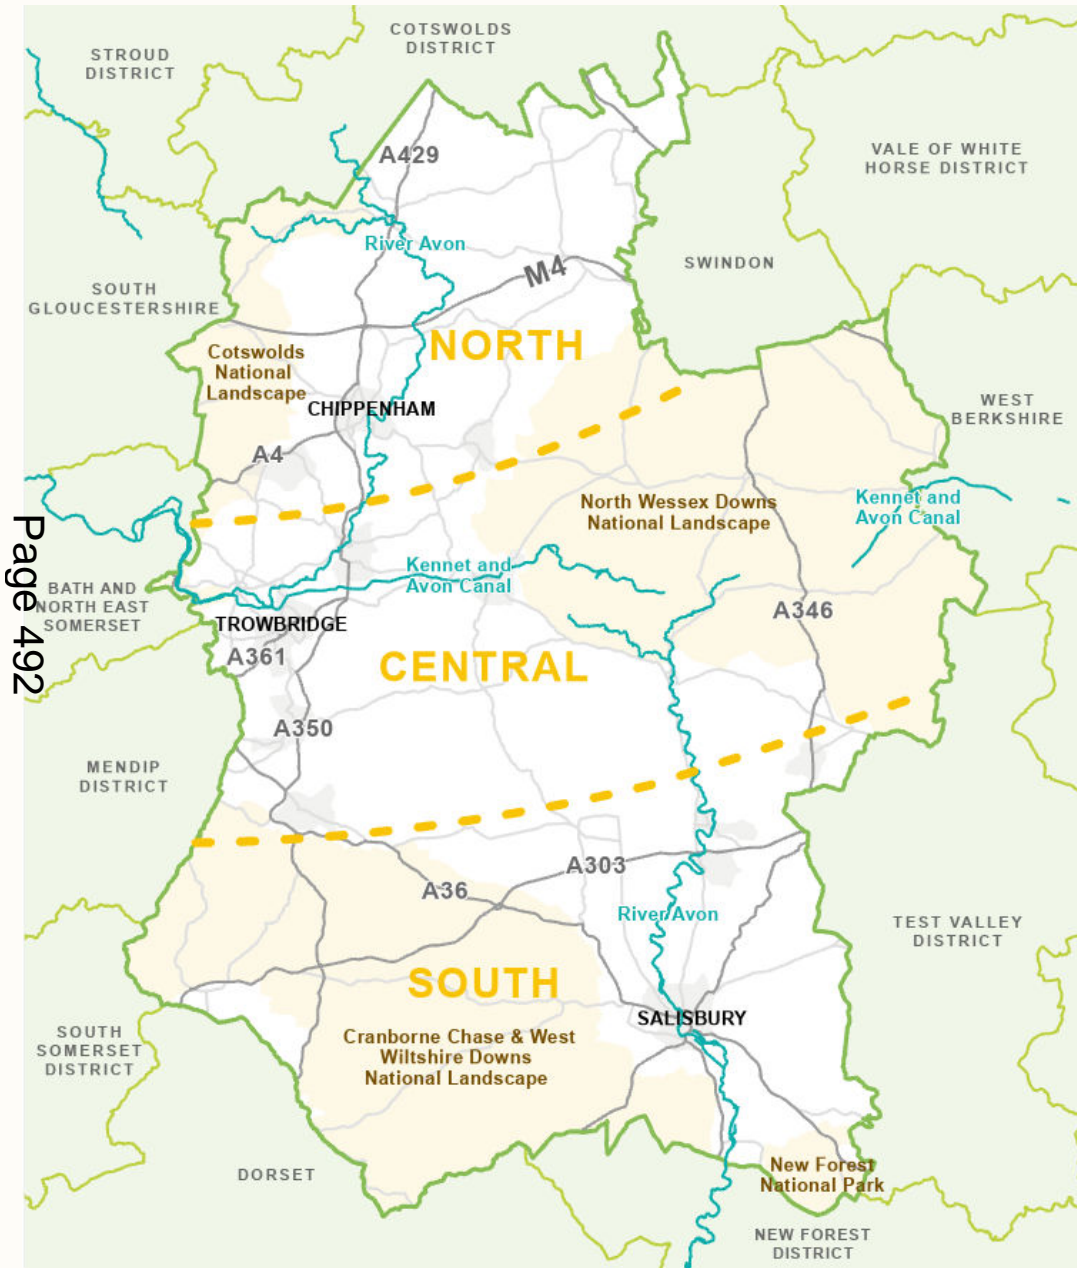 COTSWOLDS
DISTRICT
STROUD
DISTRICT
A429
VALE OF WHITE
HORSE DISTRICT
River Avon
SWINDON
M4
SOUTH
GLOUCESTERSHIRE
NORTH
Cotswolds
National
Landscape
CHIPPENHAM
WEST
BERKSHIRE
A4
North Wessex Downs
National Landscape
Kennet and
Avon Canal
Page 492
Kennet and
Avon Canal
BATH AND
NORTH EAST
SOMERSET
TROWBRIDGE
A346
A361
CENTRAL
A350
MENDIP
DISTRICT
A303
A36
River Avon
TEST VALLEY
DISTRICT
SOUTH
SALISBURY
SOUTH
SOMERSET
DISTRICT
Cranborne Chase & West
Wiltshire Downs
National Landscape
DORSET
New Forest
National Park
NEW FOREST
DISTRICT